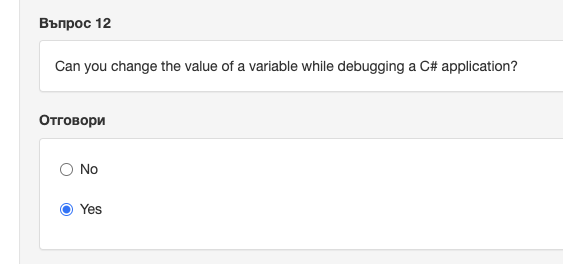 Въпрос 12
Can you change the value of a variable while debugging a C# application?
Отговори
No
Yes